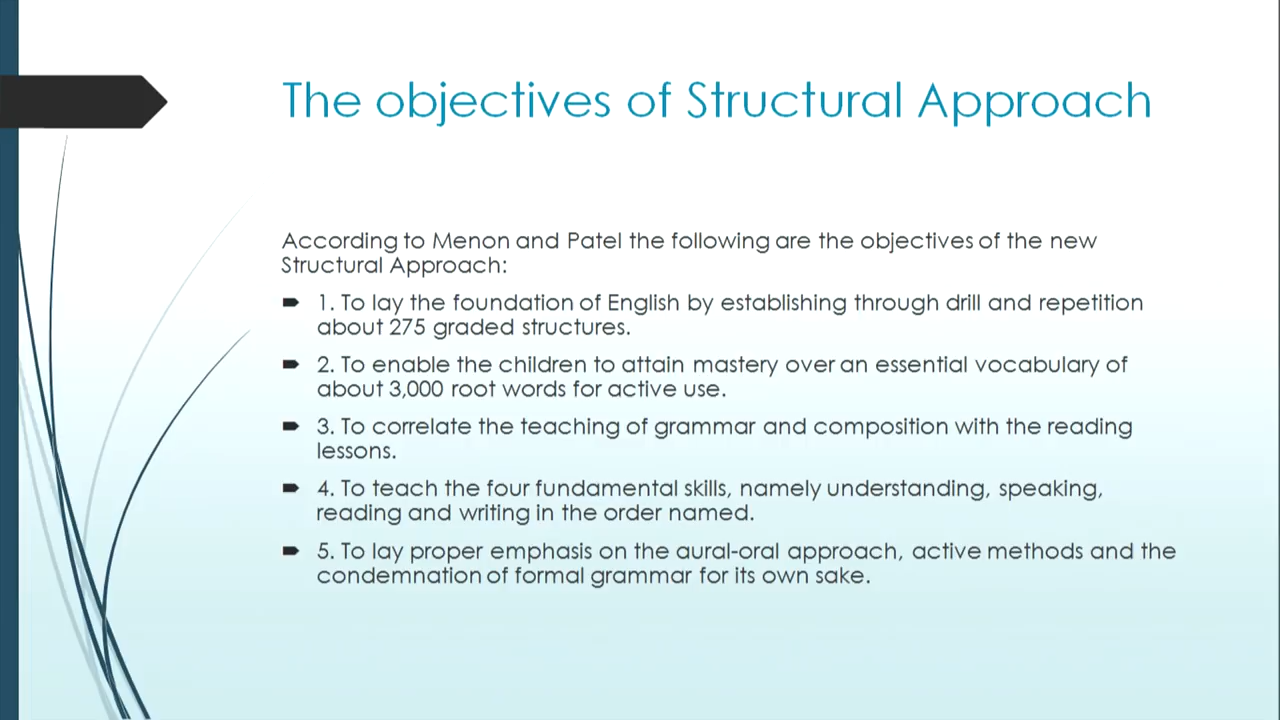 The objectives of Structural Approach
According to Menon and Patel the following are the objectives of the new
Structural Approach:
1. To lay the foundation of English by establishing through drill and repetition
about 275 graded structures.
2. To enable the children to attain mastery over an essential vocabulary of
about 3,000 root words for active use.
3. To correlate the teaching of grammar and composition with the reading
lessons.
4. To teach the four fundamental skills, namely understanding, speaking,
reading and writing in the order named.
5. To lay proper emphasis on the aural-oral approach, active methods and the
condemnation of formal grammar for its own sake.